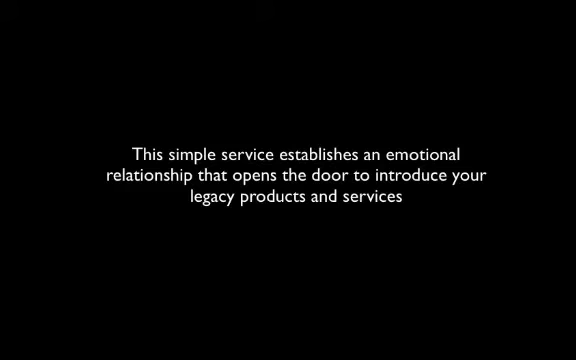 This simple service establishes an emotional
relationship that opens the door to introduce your
legacy products and services